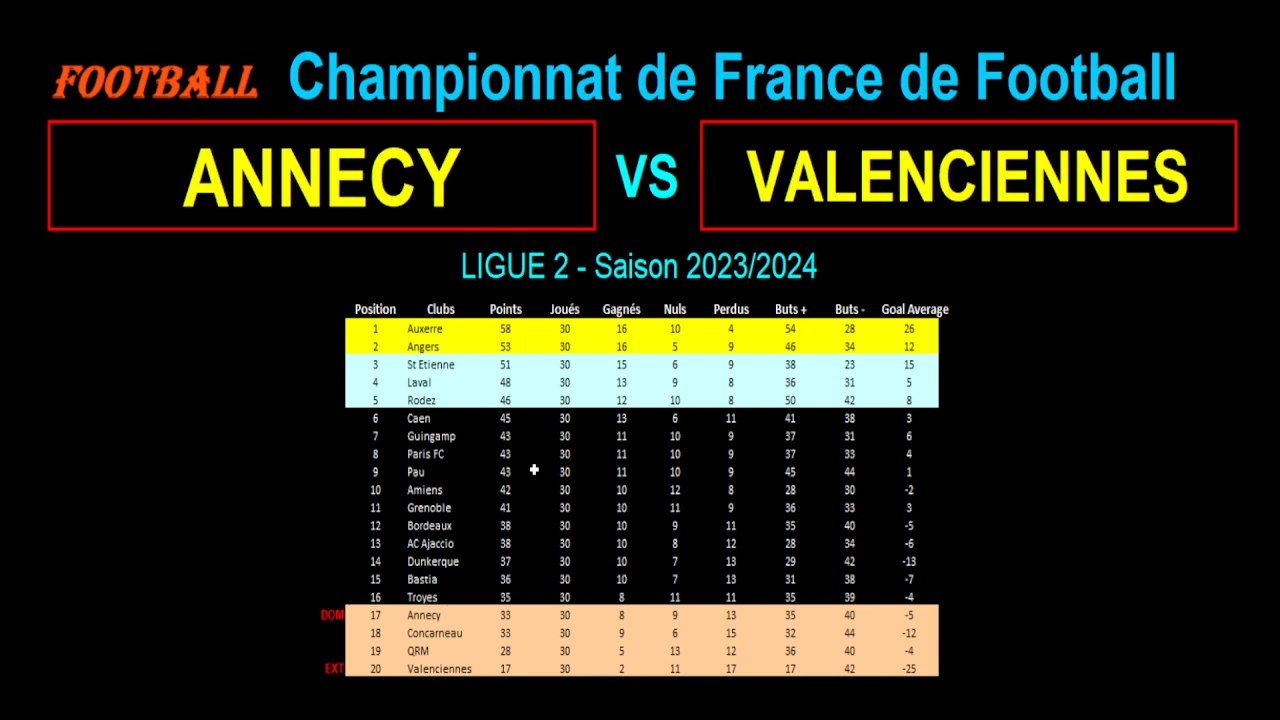 FOOTBALL Championnat de France de Football
ANNECY VS VALENCIENNES
LIGUE 2 - Saison 2023/2024
Position Clubs Points Joués Gagnés Nuls Perdus Buts + Buts - Goal Average
1 Auxerre 58 30 16 10 4 54 28 26
2 Angers 53 30 16 5 9 46 34 12
3 St Etienne 51 30 15 6 9 38 23 15
4 Laval 48 30 13 9 8 36 31 5
5 Rodez 46 30 12 10 8 50 42 8
6 Caen 45 30 13 6 11 41 38 3
7 Guingamp 43 30 11 10 9 37 31 6
8 Paris FC 43 30 11 10 9 37 33 4
9 Pau 43 30 11 10 9 45 44 1
10 Amiens 42 30 10 12 8 28 30 -2
11 Grenoble 41 30 10 11 9 36 33 3
12 Bordeaux 38 30 10 9 11 35 40 -5
13 AC Ajaccio 38 30 10 8 12 28 34 -6
14 Dunkerque 37 30 10 7 13 29 42 -13
15 Bastia 36 30 10 7 13 31 38 -7
16 Troyes 35 30 8 11 11 35 39 -4
DOM 17 Annecy 33 30 8 9 13 35 40 -5
18 Concarneau 33 30 9 6 15 32 44 -12
19 QRM 28 30 5 13 12 36 40 -4
EXT 20 Valenciennes 17 30 2 11 17 17 42 -25